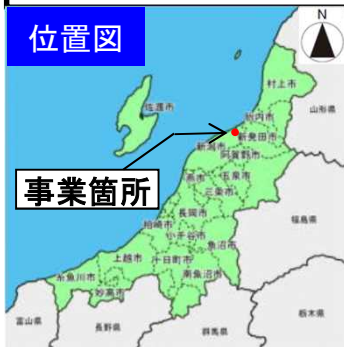 位置図
N
村上市
山形県
佐渡市
胎内市
新発田市
新潟市
阿賀野市
事業箇所
燕市
五泉市
三条市
長岡市
福島県
柏崎市
小千谷市
魚沼市
上越市
十日町市
南魚沼市
糸魚川市
妙高市
富山県
長野県
群馬県
栃木県